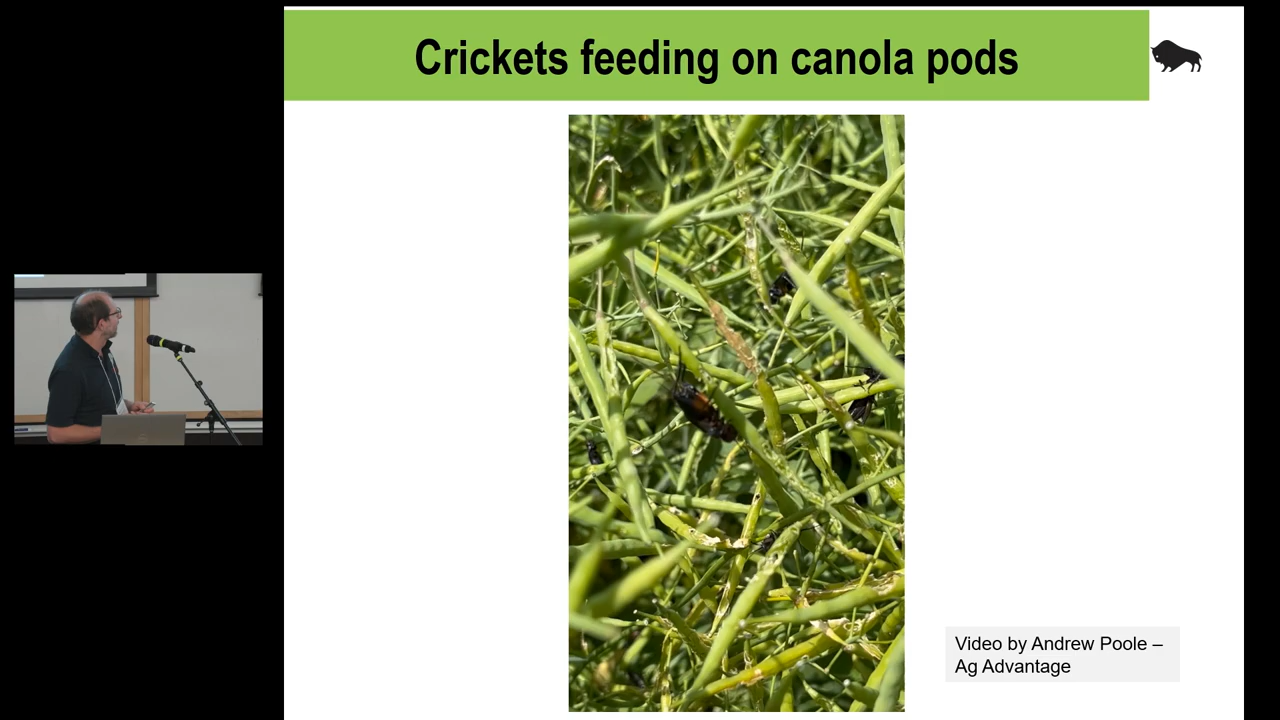 Crickets feeding on canola pods
Video by Andrew Poole –
Ag Advantage